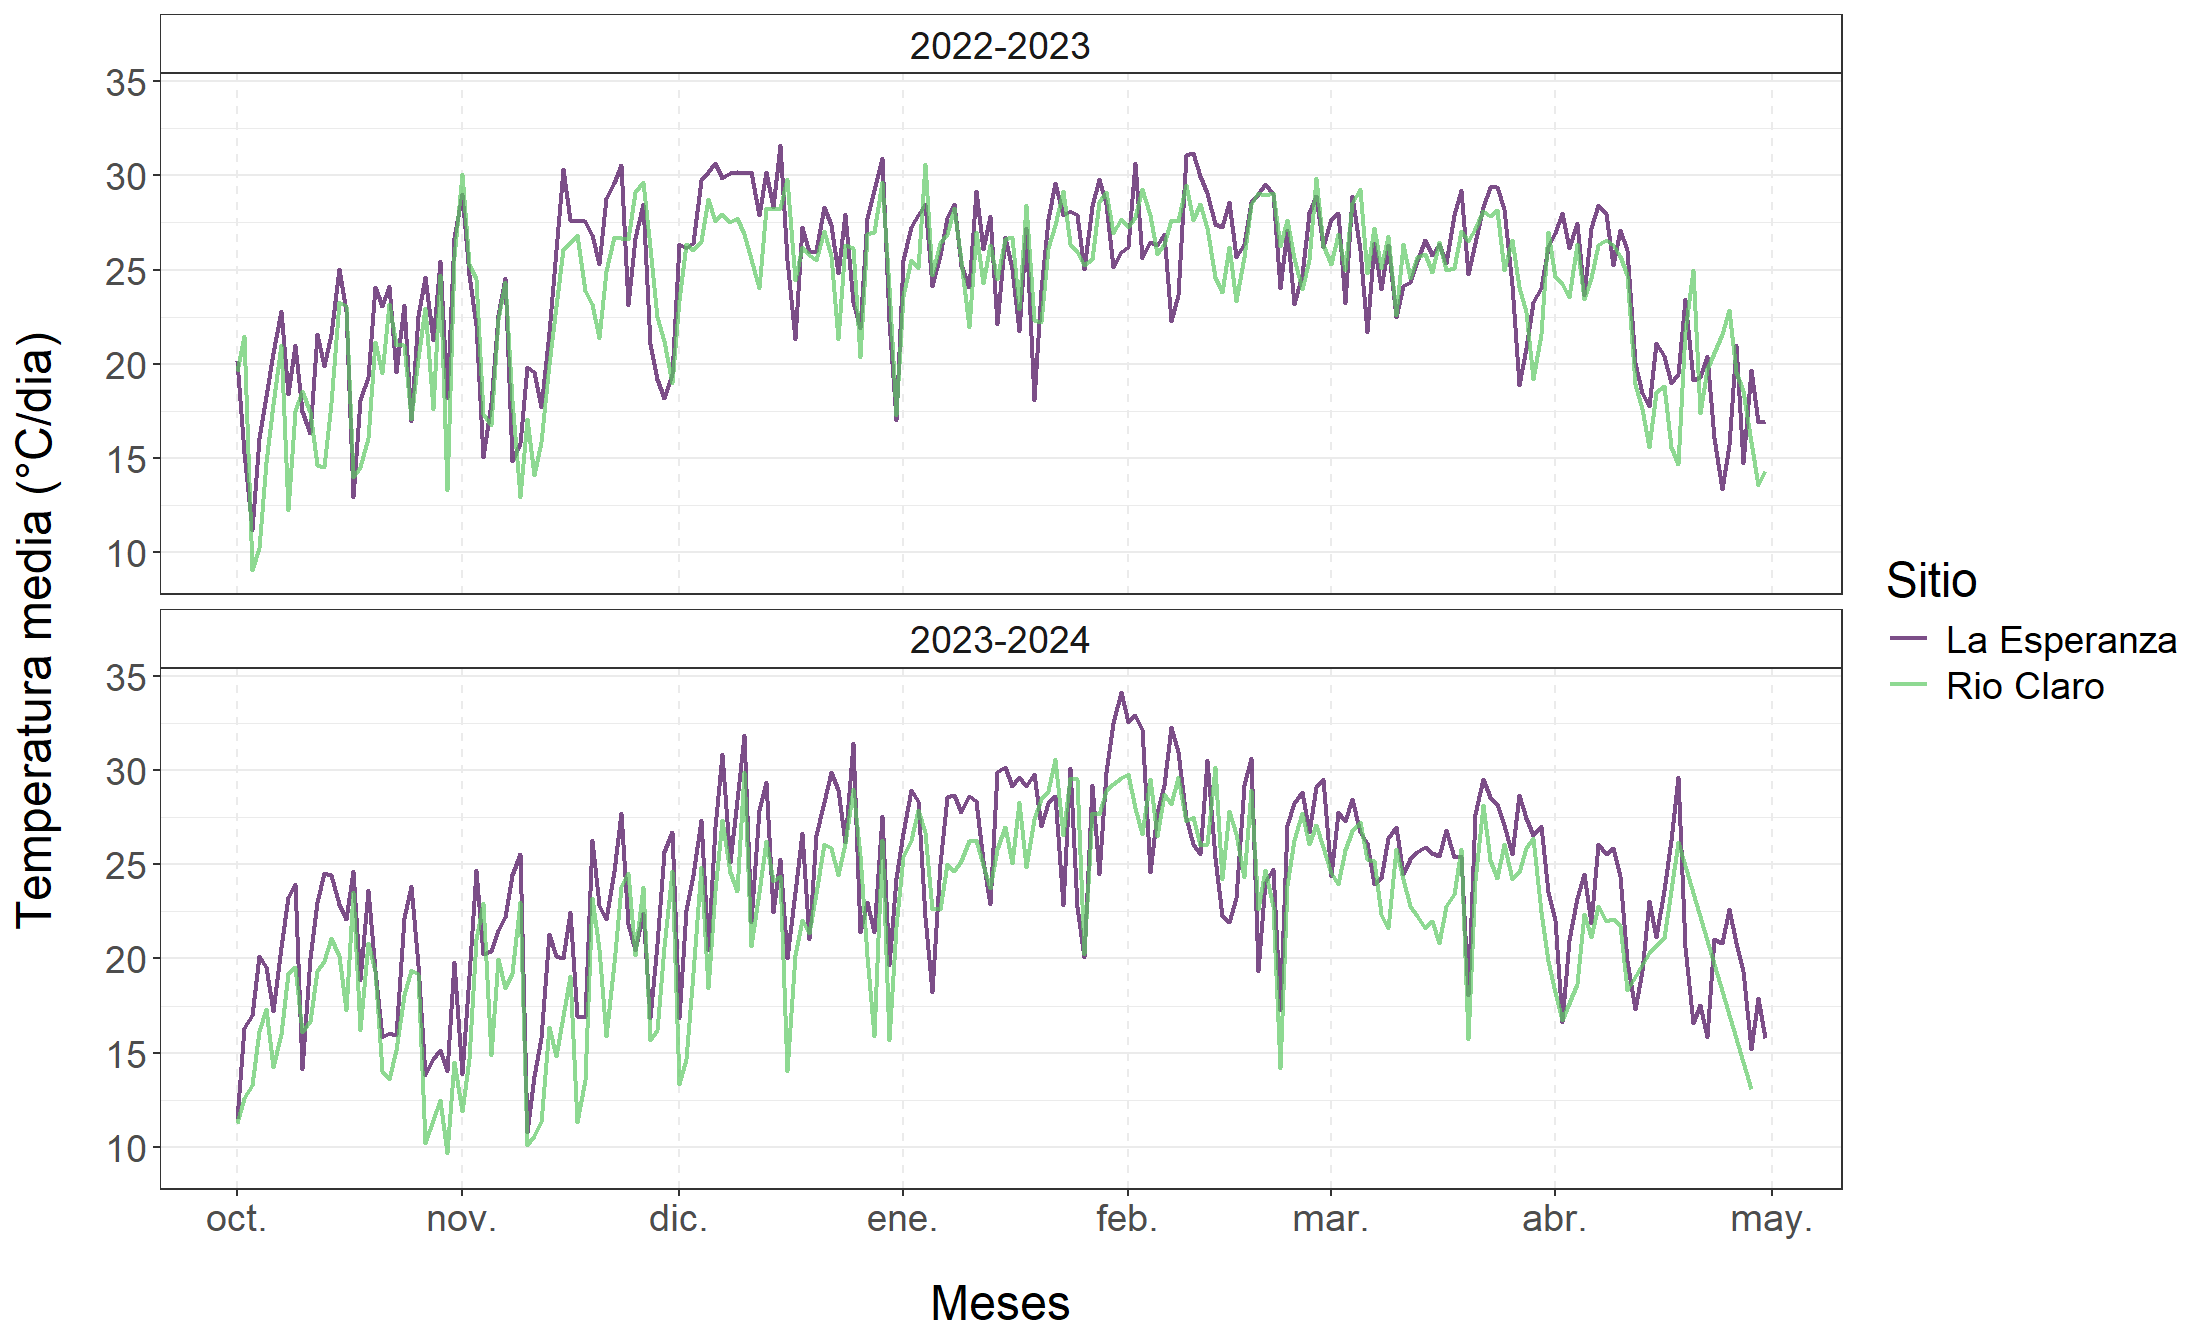 2022-2023
35
30
25
20
15
10
2023-2024
35
30
25
20
15
10
oct.
nov.
dic.
ene.
feb.
mar.
abr.
may.
Meses
Temperatura media (°C/dia)
Sitio
La Esperanza
Rio Claro